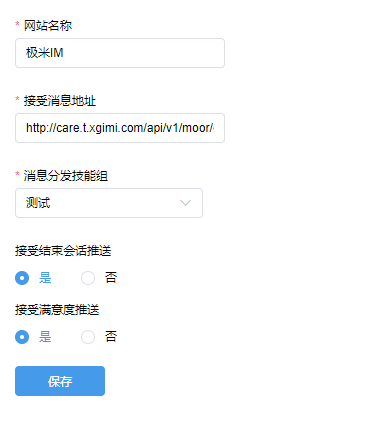 * 网站名称
极米IM
* 接受消息地址
http://care.t.xgimi.com/api/v1/moor/
* 消息分发技能组
测试
接受结束会话推送
是 否
接受满意度推送
是 否
保存